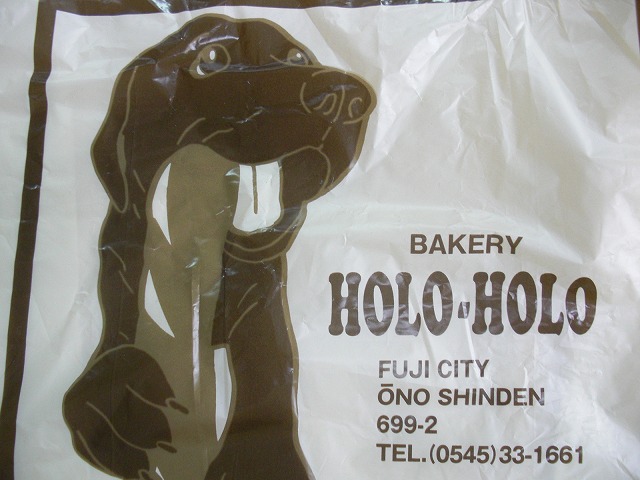 BAKERY
HOLO-HOLO
FUJI CITY
ŌNO SHINDEN
699-2
TEL.(0545)33-1661